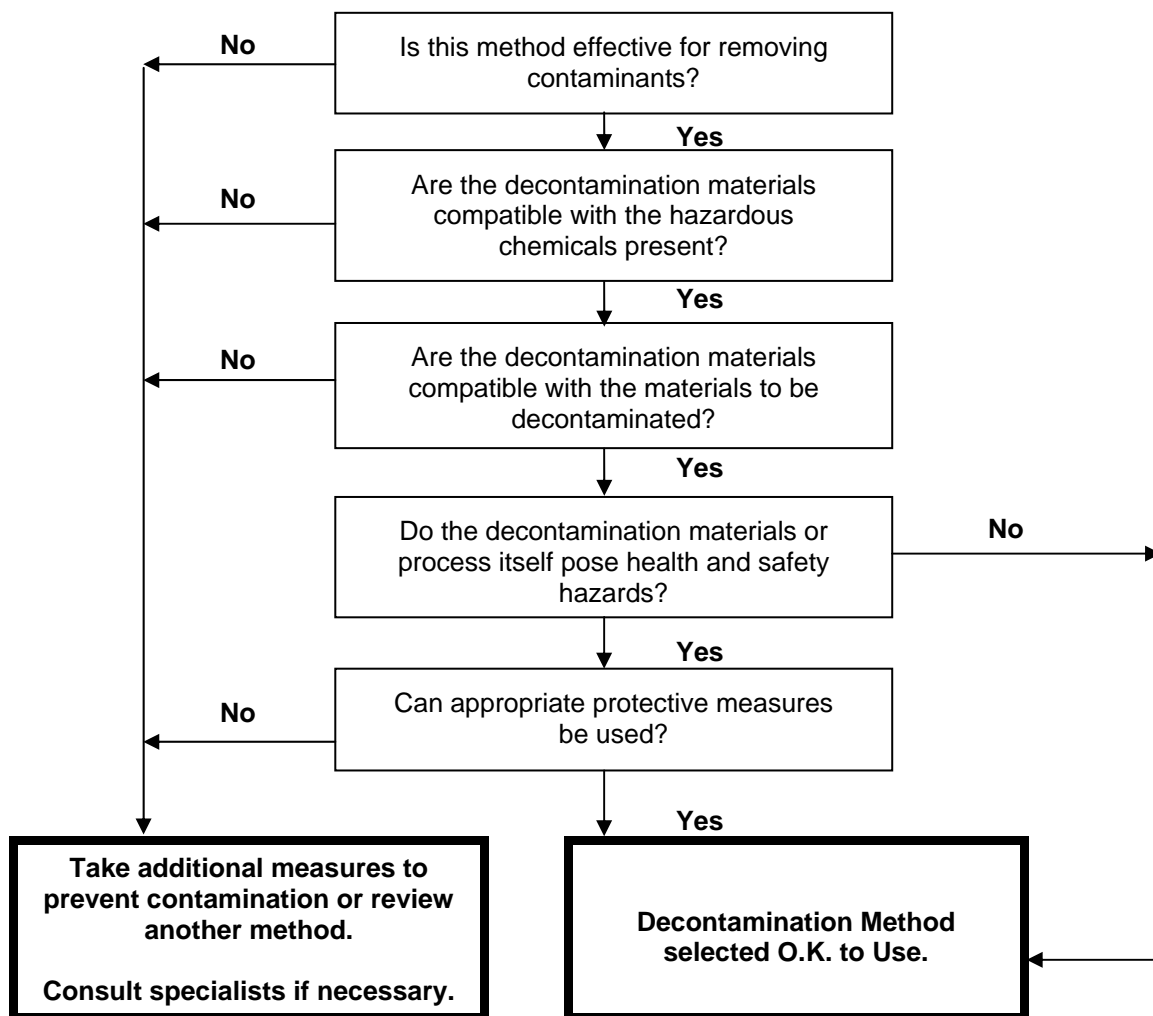 No
Is this method effective for removing
contaminants?
Yes
No
Are the decontamination materials
compatible with the hazardous
chemicals present?
Yes
No
Are the decontamination materials
compatible with the materials to be
decontaminated?
Yes
Do the decontamination materials or
process itself pose health and safety
hazards?
No
Yes
No
Can appropriate protective measures
be used?
Yes
Take additional measures to
prevent contamination or review
another method.
Consult specialists if necessary.
Decontamination Method
selected O.K. to Use.